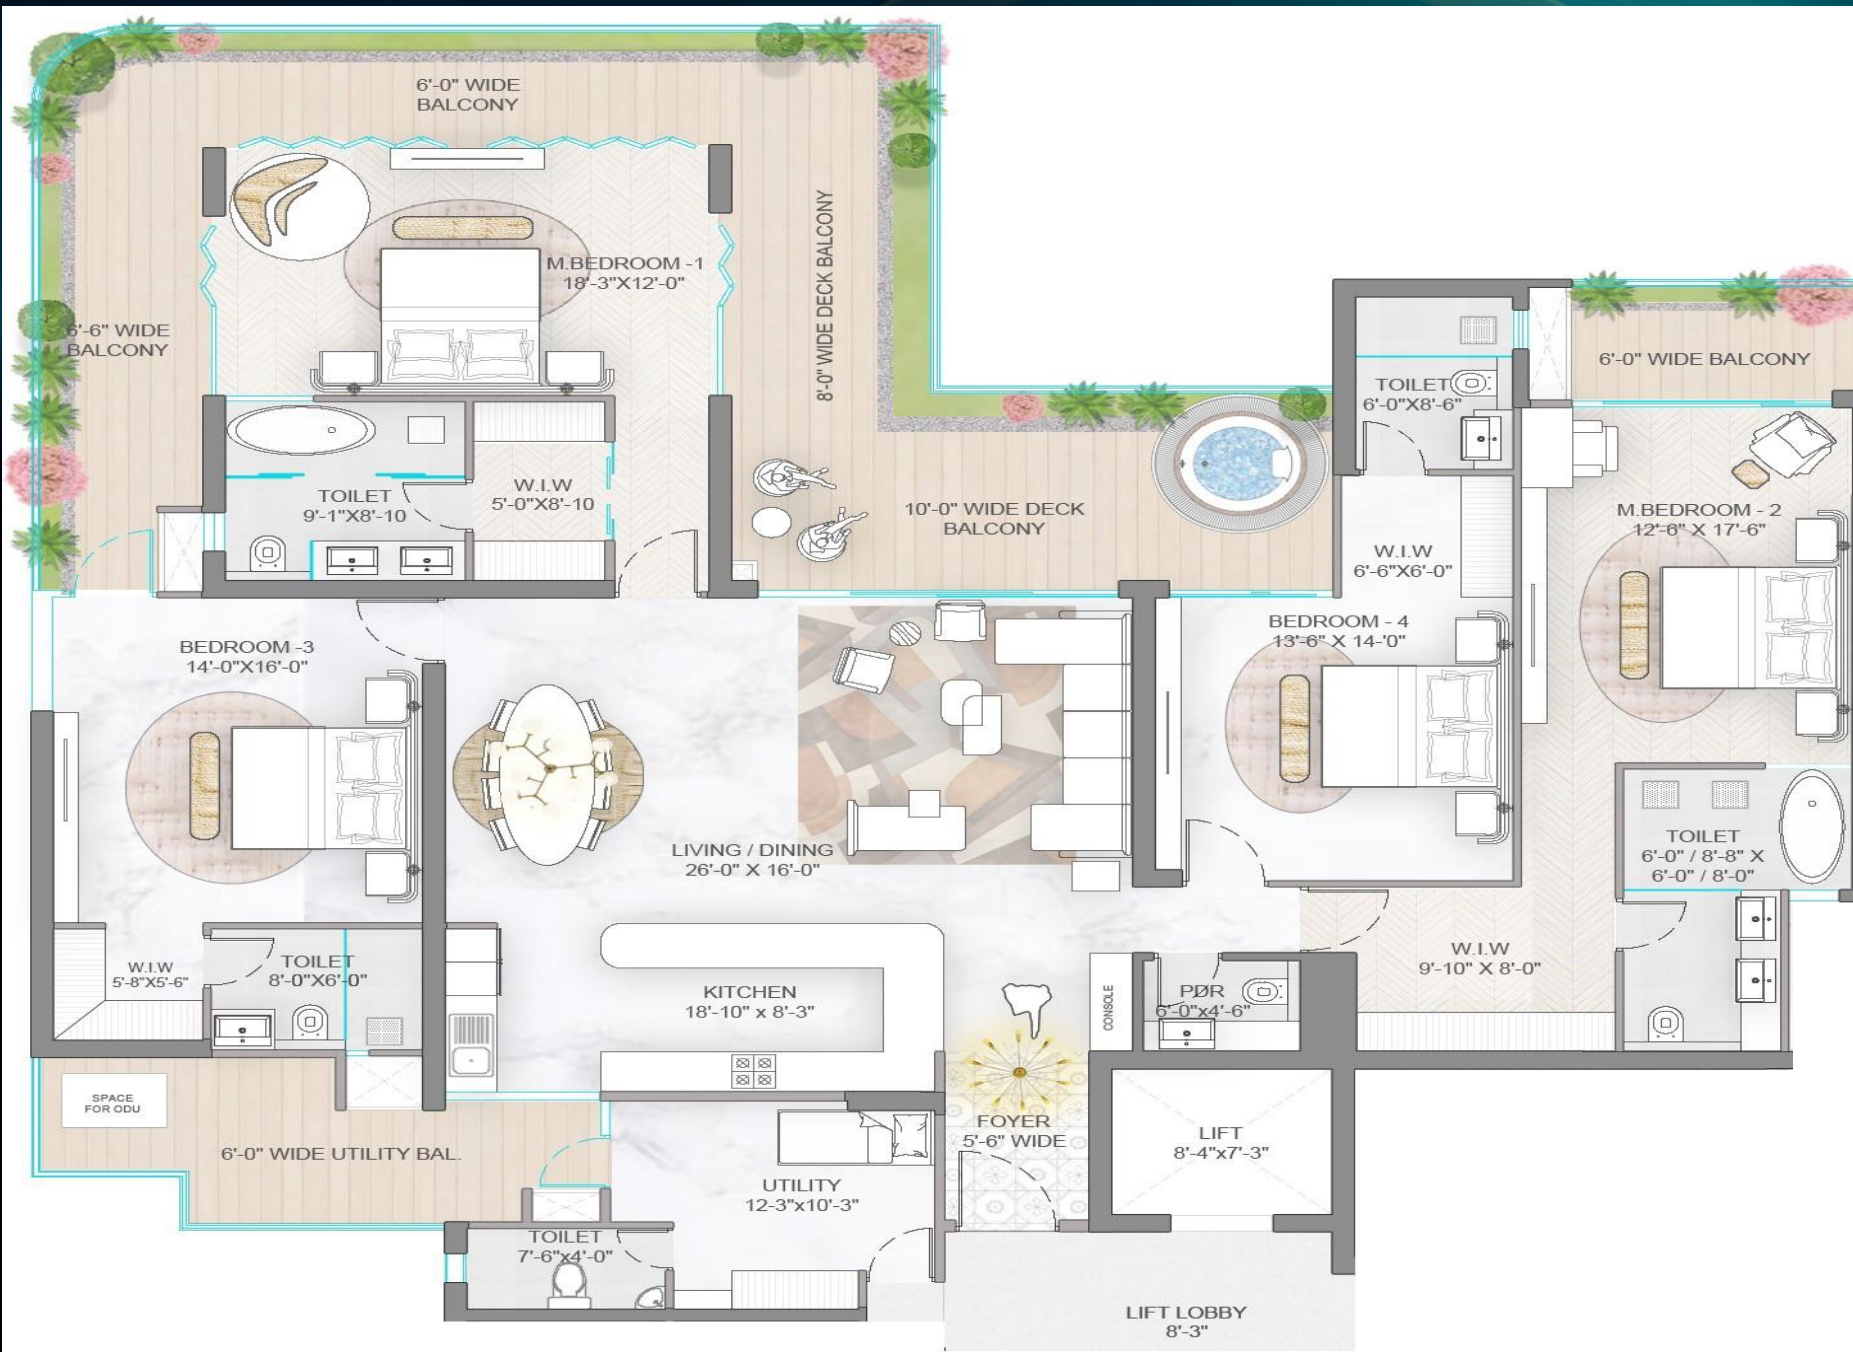 6'-0" WIDE
BALCONY
M.BEDROOM -1
18'-3"X12'-0"
8'-0" WIDE DECK BALCONY
6'-6" WIDE
BALCONY
6'-0" WIDE BALCONY
TOILET
6'-0"X8'-6"
TOILET
9'-1"X8'-10
W.I.W
5'-0"X8'-10
10'-0" WIDE DECK
BALCONY
M.BEDROOM - 2
12'-6" X 17'-6"
W.I.W
6'-6"X6'-0"
BEDROOM -3
14'-0"X16'-0"
BEDROOM - 4
13'-6" X 14-'0"
LIVING / DINING
26'-0" X 16'-0"
TOILET
6'-0" / 8'-8" X
6'-0" / 8'-0"
W.I.W
5'-8"X5'-6"
TOILET
8'-0"X6'-0"
KITCHEN
18'-10" x 8'-3"
CONSOLE
PDR
6'-0"x4'-6"
W.I.W
9'-10" X 8'-0"
SPACE
FOR ODU
6'-0" WIDE UTILITY BAL.
FOYER
5'-6" WIDE
LIFT
8'-4"x7'-3"
UTILITY
12-3"x10'-3"
TOILET
7'-6"x4'-0"
LIFT LOBBY
8'-3"